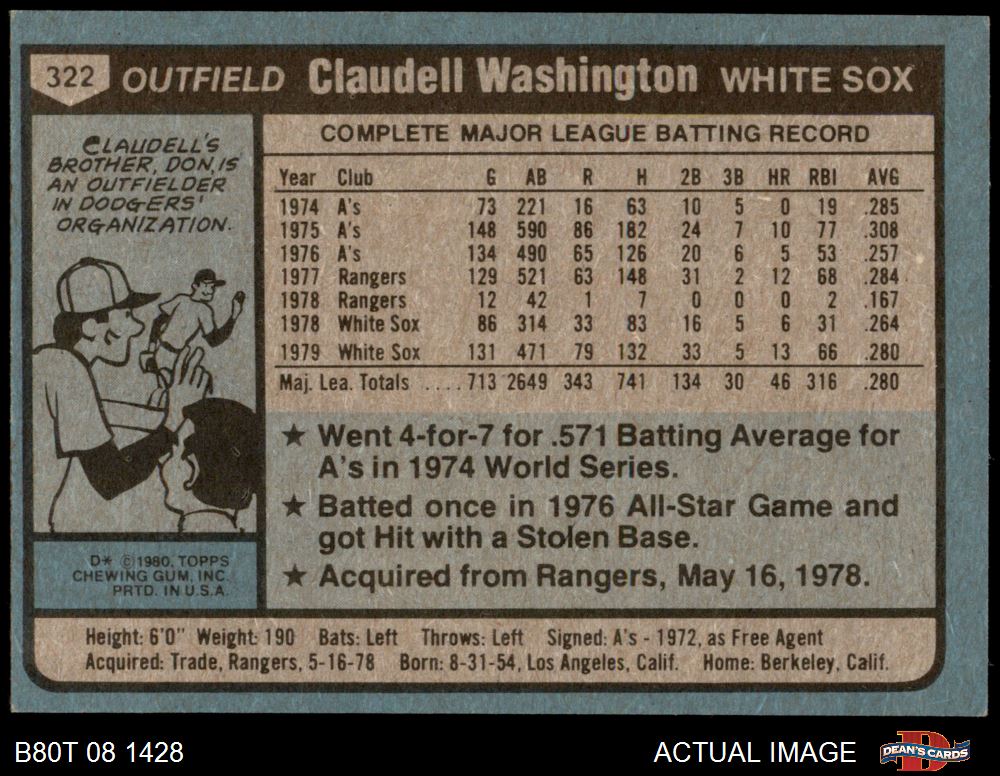 322 OUTFIELD Claudell Washington WHITE SOX
CLAUDELL'S
BROTHER, DON, IS
AN OUTFIELDER
IN DODGERS'
ORGANIZATION.
COMPLETE MAJOR LEAGUE BATTING RECORD
Year Club G AB R H 2B 3B HR RBI AVG
1974 A's 73 221 16 63 10 5 0 19 .285
1975 A's 148 590 86 182 24 7 10 77 .308
1976 A's 134 490 65 126 20 6 5 53 .257
1977 Rangers 129 521 63 148 31 2 12 68 .284
1978 Rangers 12 42 1 7 0 0 0 2 .167
1978 White Sox 86 314 33 83 16 5 6 31 .264
1979 White Sox 131 471 79 132 33 5 13 66 .280
Maj. Lea. Totals ....713 2649 343 741 134 30 46 316 .280
★ Went 4-for-7 for .571 Batting Average for
A's in 1974 World Series.
★ Batted once in 1976 All-Star Game and
got Hit with a Stolen Base.
★ Acquired from Rangers, May 16, 1978.
D* ©1980, TOPPS
CHEWING GUM, INC.
PRTD. IN U.S.A.
Height: 6'0" Weight: 190 Bats: Left Throws: Left Signed: A's - 1972, as Free Agent
Acquired: Trade, Rangers, 5-16-78 Born: 8-31-54, Los Angeles, Calif. Home: Berkeley, Calif.
B80T 08 1428 ACTUAL IMAGE DEAN'S CARDS